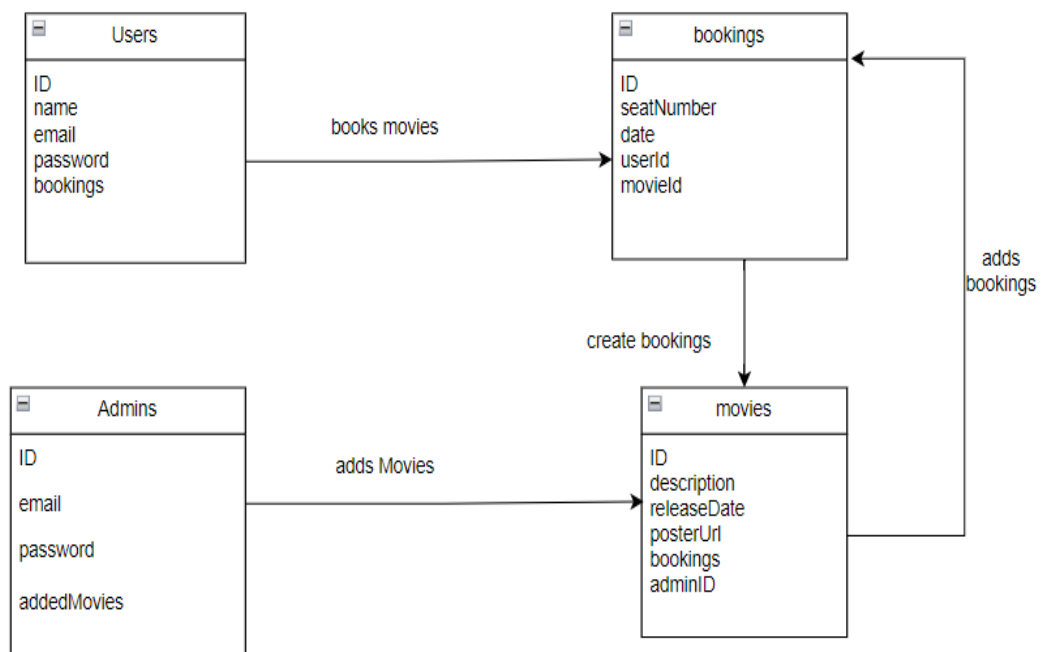 Users
ID
name
email
password
bookings
books movies
bookings
ID
seatNumber
date
userId
movieId
adds
bookings
create bookings
Admins
ID
email
password
addedMovies
adds Movies
movies
ID
description
releaseDate
posterUrl
bookings
adminID